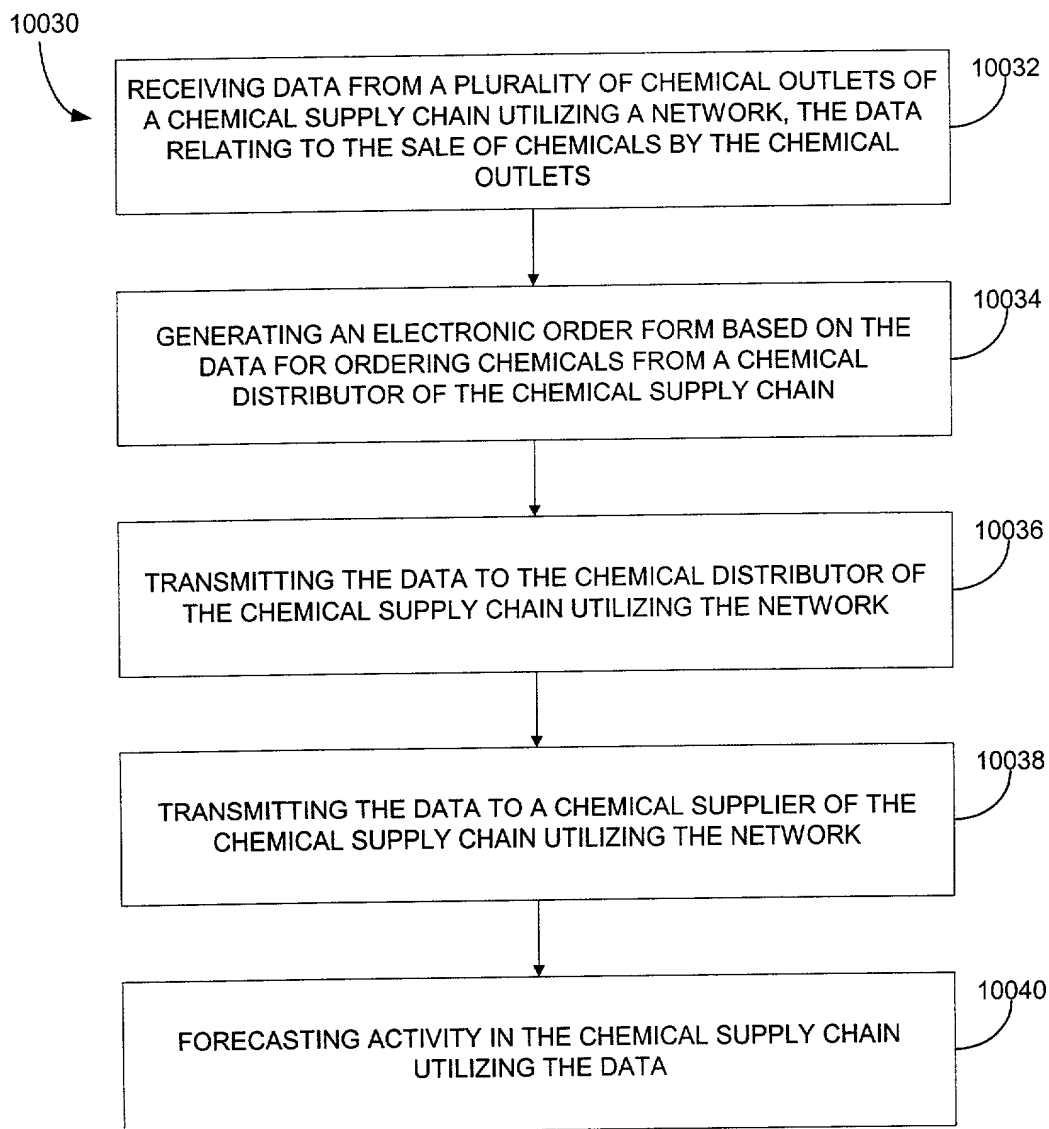 10030
RECEIVING DATA FROM A PLURALITY OF CHEMICAL OUTLETS OF
A CHEMICAL SUPPLY CHAIN UTILIZING A NETWORK, THE DATA
RELATING TO THE SALE OF CHEMICALS BY THE CHEMICAL
OUTLETS
10032
GENERATING AN ELECTRONIC ORDER FORM BASED ON THE
DATA FOR ORDERING CHEMICALS FROM A CHEMICAL
DISTRIBUTOR OF THE CHEMICAL SUPPLY CHAIN
10034
TRANSMITTING THE DATA TO THE CHEMICAL DISTRIBUTOR OF
THE CHEMICAL SUPPLY CHAIN UTILIZING THE NETWORK
10036
TRANSMITTING THE DATA TO A CHEMICAL SUPPLIER OF THE
CHEMICAL SUPPLY CHAIN UTILIZING THE NETWORK
10038
FORECASTING ACTIVITY IN THE CHEMICAL SUPPLY CHAIN
UTILIZING THE DATA
10040